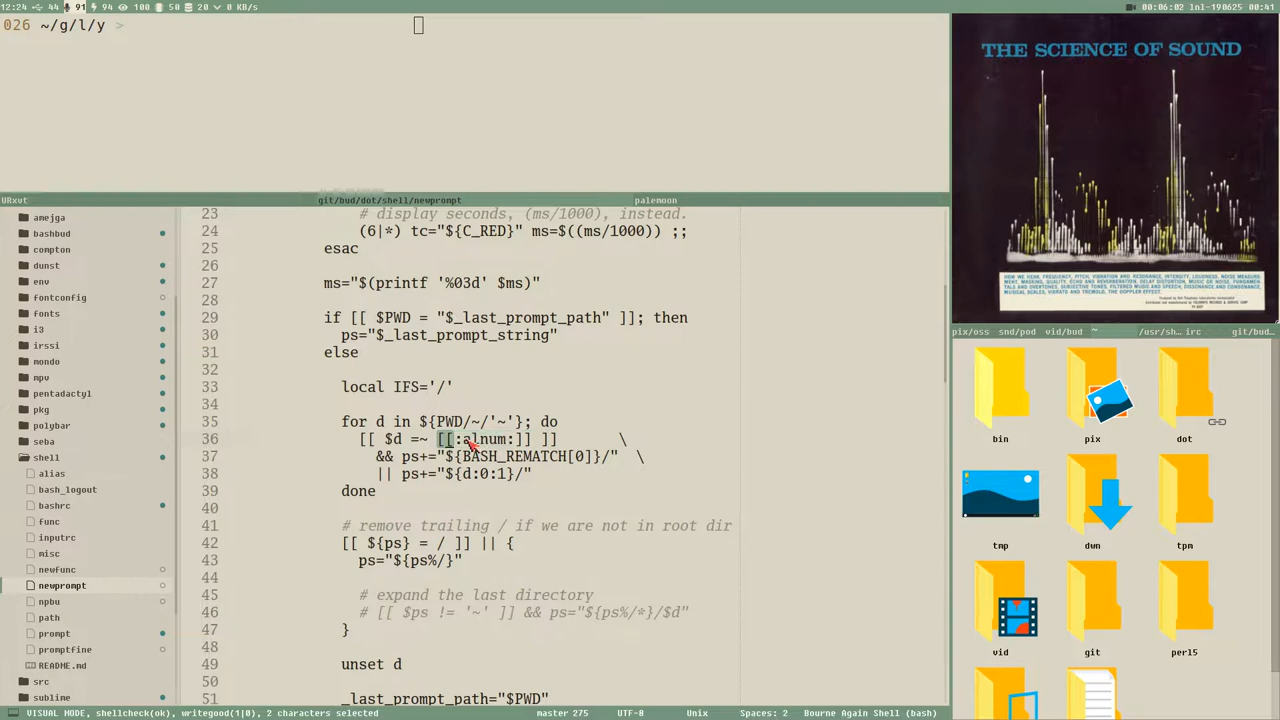 12:24 44 91 94 100 50 20 0 KB/s
00:06:02 lnl-190625 00:41
026 ~/g/l/y >
THE SCIENCE OF SOUND
URxvt git/bud/dot/shell/newprompt palemoon
pix/oss snd/pod vid/bud ~ /usr/sh… irc git/bud…
amejga
bashbud
compton
dunst
env
fontconfig
fonts
i3
irssi
mondo
mpv
pentadactyl
pkg
polybar
seba
shell
alias
bash_logout
bashrc
func
inputrc
misc
newfunc
newprompt
npbu
path
prompt
promptfine
README.md
src
sublime
23 # display seconds, (ms/1000), instead.
24 (6|*) tc="${C_RED}" ms=$((ms/1000)) ;;
25 esac
26
27 ms="$(printf '%03d' $ms)"
28
29 if [[ $PWD = "$_last_prompt_path" ]]; then
30 ps="$_last_prompt_string"
31 else
32
33 local IFS='/'
34
35 for d in ${PWD/~/'~'}; do
36 [[ $d =~ [[:alnum:]] ]] \
37 && ps+="${BASH_REMATCH[0]}/" \
38 || ps+="${d:0:1}/"
39 done
40
41 # remove trailing / if we are not in root dir
42 [[ ${ps} = / ]] || {
43 ps="${ps%/}"
44
45 # expand the last directory
46 # [[ $ps != '~' ]] && ps="${ps%/*}/$d"
47 }
48
49 unset d
50
51 _last_prompt_path="$PWD"
bin pix dot
tmp dwn tpm
vid git perl5
VISUAL MODE, shellcheck(ok), writegood(1|0), 2 characters selected master 275 UTF-8 Unix Spaces: 2 Bourne Again Shell (bash)